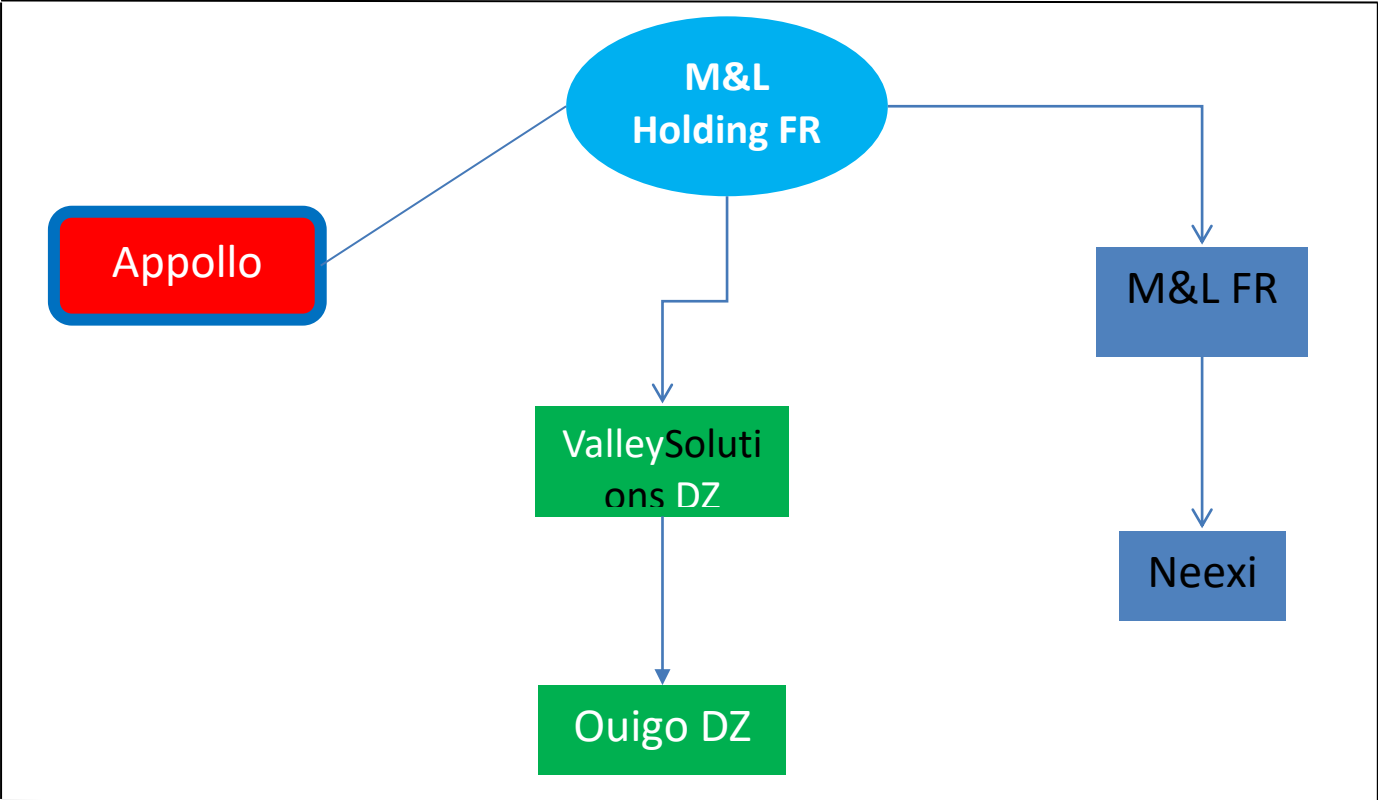 M&L
Holding FR
Appollo
M&L FR
ValleySoluti
ons DZ
Neexi
Ouigo DZ